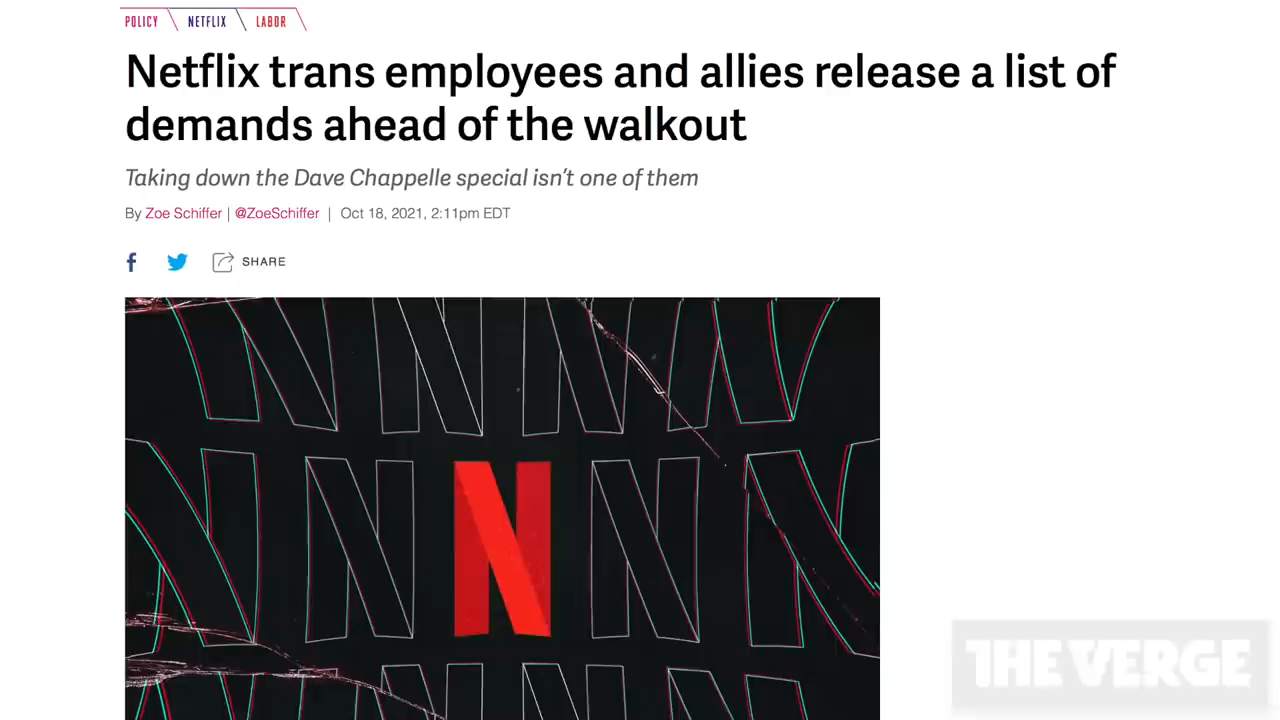 POLICY NETFLIX LABOR
Netflix trans employees and allies release a list of
demands ahead of the walkout
Taking down the Dave Chappelle special isn't one of them
By Zoe Schiffer | @ZoeSchiffer | Oct 18, 2021, 2:11pm EDT
f SHARE
N
THE VERGE